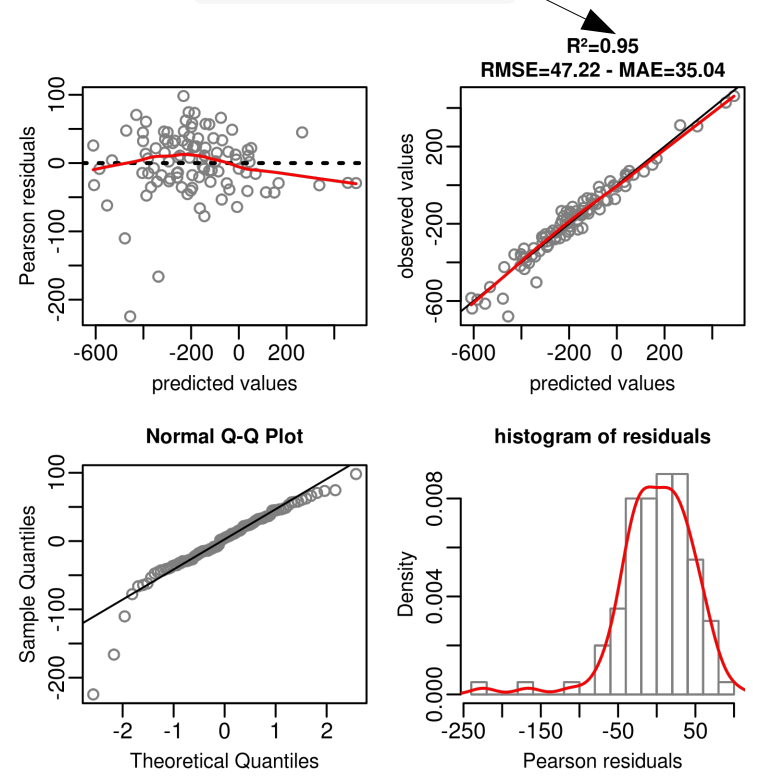 R²=0.95
RMSE=47.22 - MAE=35.04
Pearson residuals
100
0
-100
-200
-600
-200
0
200
predicted values
observed values
200
-200
-600
-600
-200
0
200
predicted values
Normal Q-Q Plot
Sample Quantiles
100
0
-100
-200
-2
-1
0
1
2
Theoretical Quantiles
histogram of residuals
Density
0.008
0.004
0.000
-250
-150
-50
50
Pearson residuals